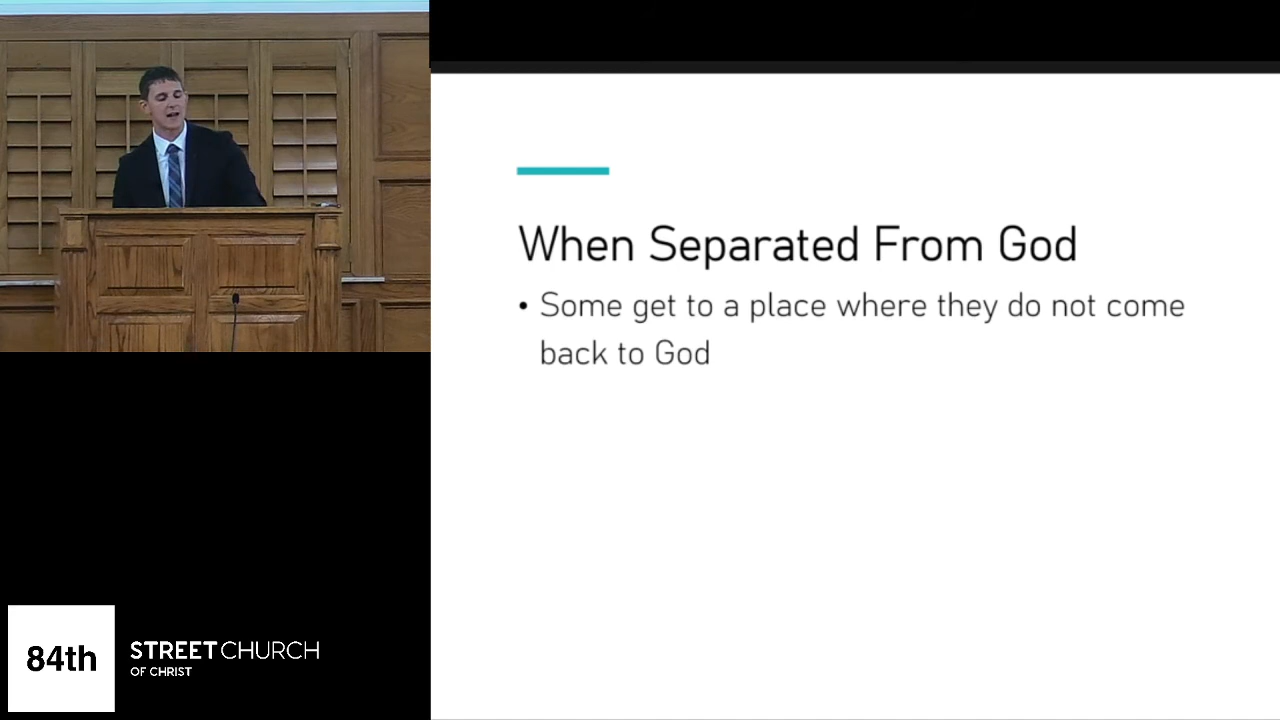 When Separated From God
• Some get to a place where they do not come
back to God
84th
STREET CHURCH
OF CHRIST